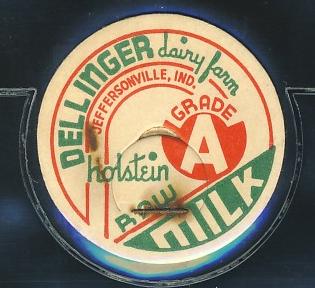 DELLINGER dairy farm
JEFFERSONVILLE, IND.
GRADE
A
holstein
RAW
MILK